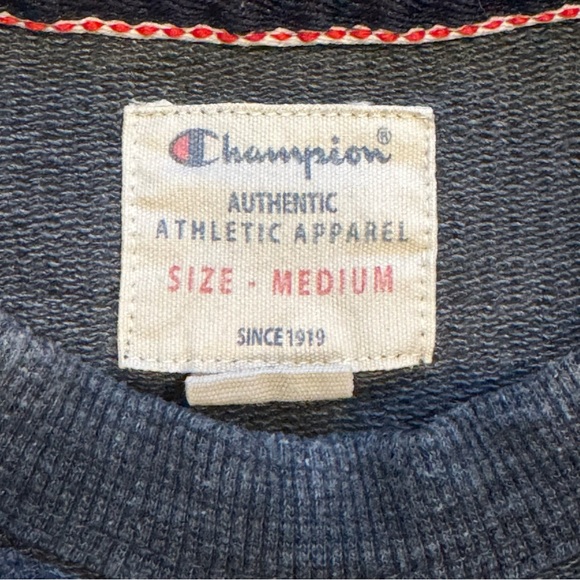 Champion®
AUTHENTIC
ATHLETIC APPAREL
SIZE - MEDIUM
SINCE 1919